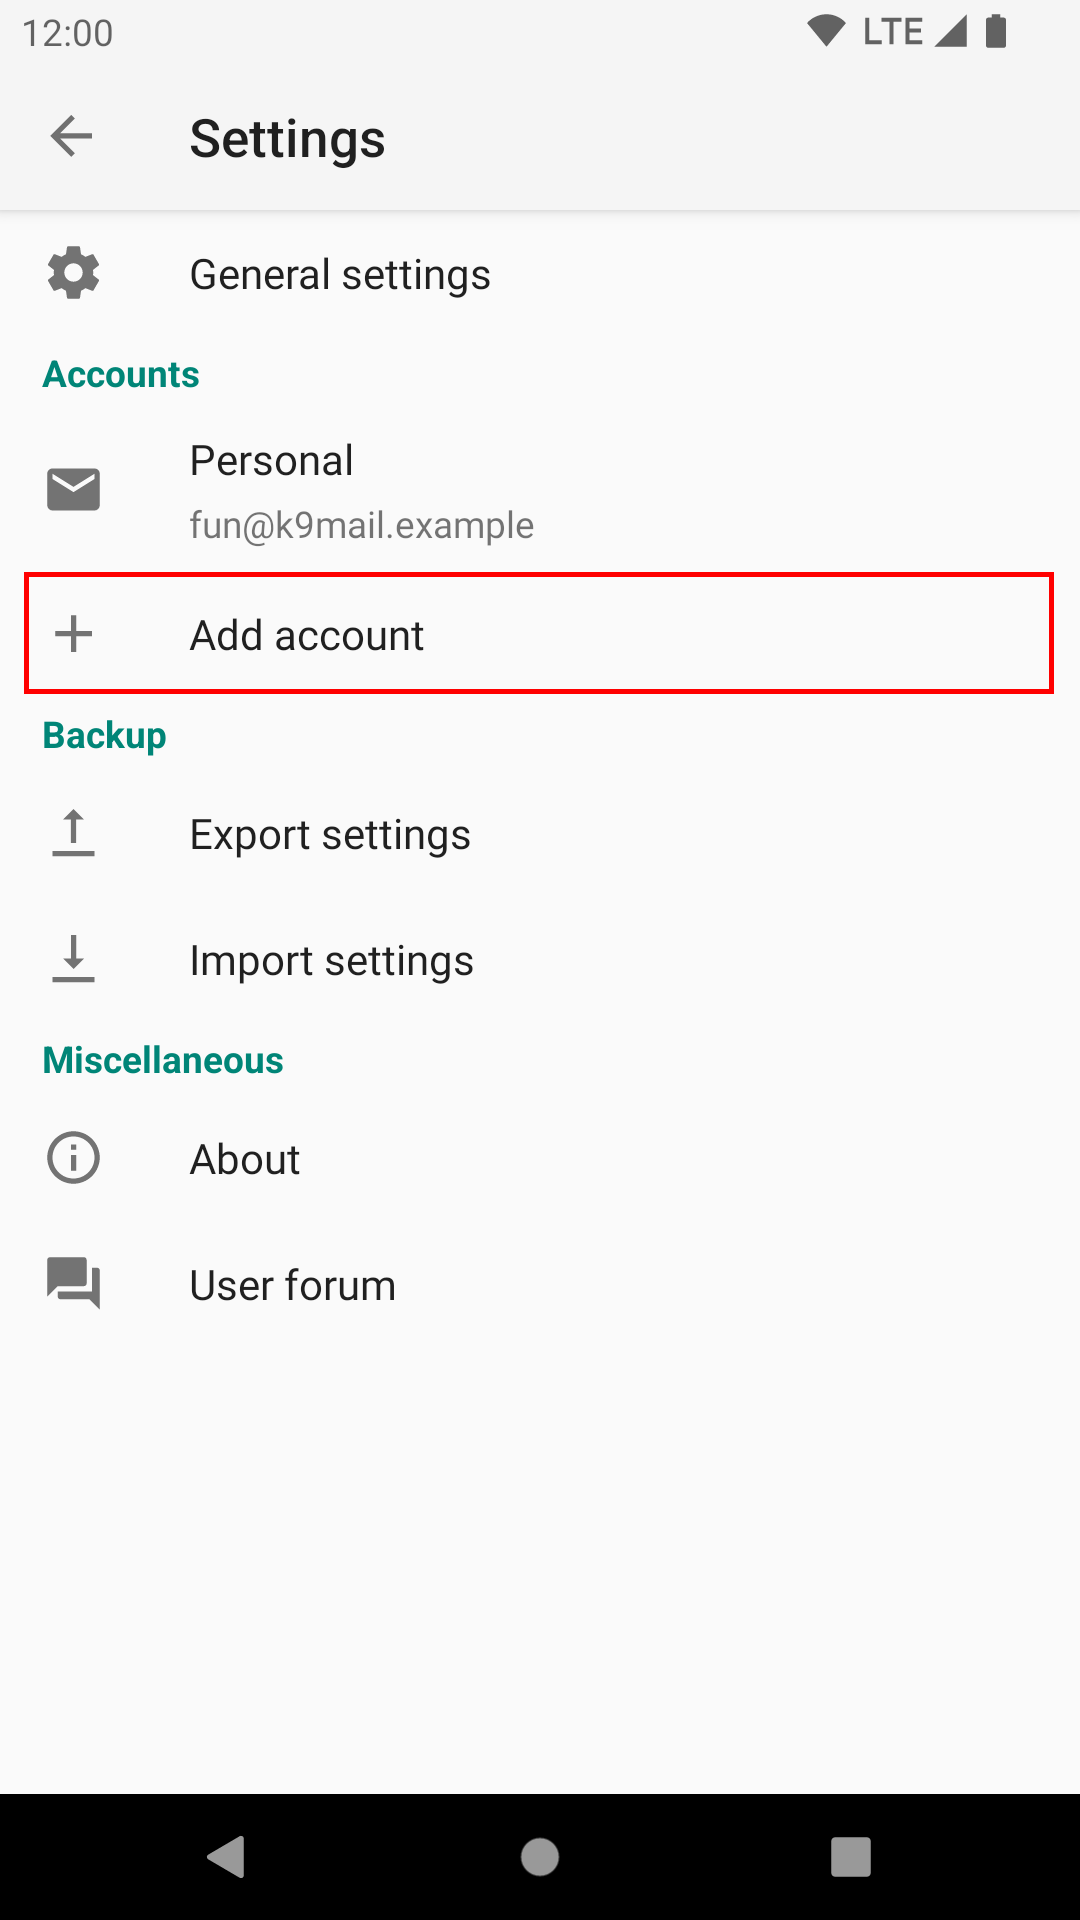 12:00 LTE
Settings
General settings
Accounts
Personal
fun@k9mail.example
Add account
Backup
Export settings
Import settings
Miscellaneous
About
User forum